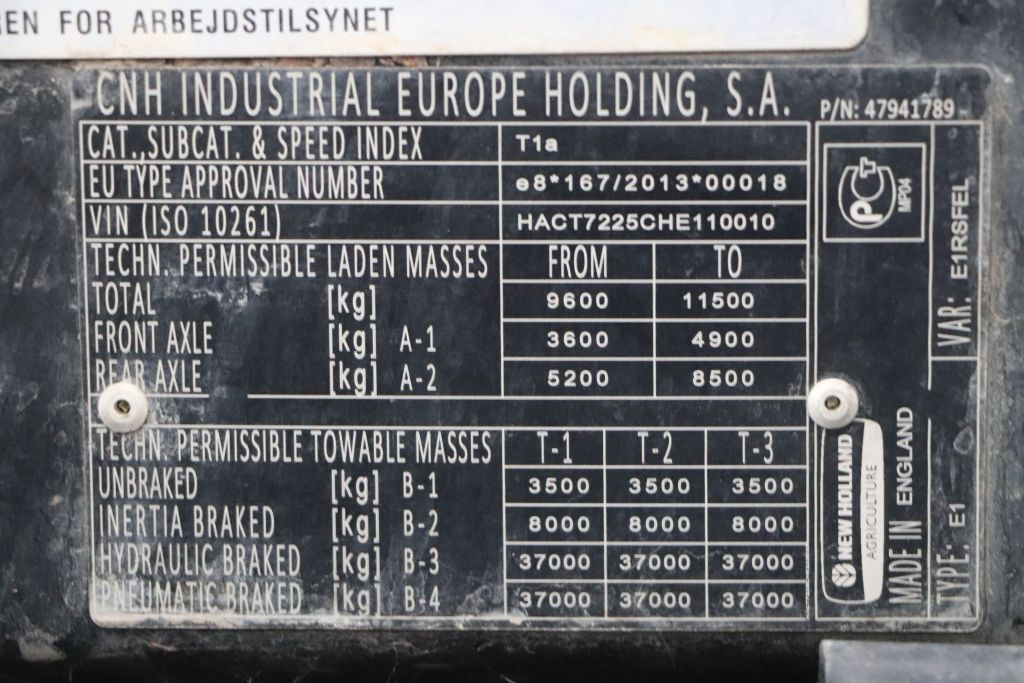 EN FOR ARBEJDSTILSYNET
CNH INDUSTRIAL EUROPE HOLDING, S.A. P/N: 47941789
CAT.,SUBCAT. & SPEED INDEX T1a
EU TYPE APPROVAL NUMBER e8*167/2013*00018
VIN (ISO 10261) HACT7225CHE110010
TECHN. PERMISSIBLE LADEN MASSES FROM TO
TOTAL [kg] 9600 11500
FRONT AXLE [kg] A-1 3600 4900
REAR AXLE [kg] A-2 5200 8500
TECHN. PERMISSIBLE TOWABLE MASSES T-1 T-2 T-3
UNBRAKED [kg] B-1 3500 3500 3500
INERTIA BRAKED [kg] B-2 8000 8000 8000
HYDRAULIC BRAKED [kg] B-3 37000 37000 37000
PNEUMATIC BRAKED [kg] B-4 37000 37000 37000
PCT
MP04
NEW HOLLAND
AGRICULTURE
MADE IN ENGLAND
TYPE: E1
VAR: E1RSFEL